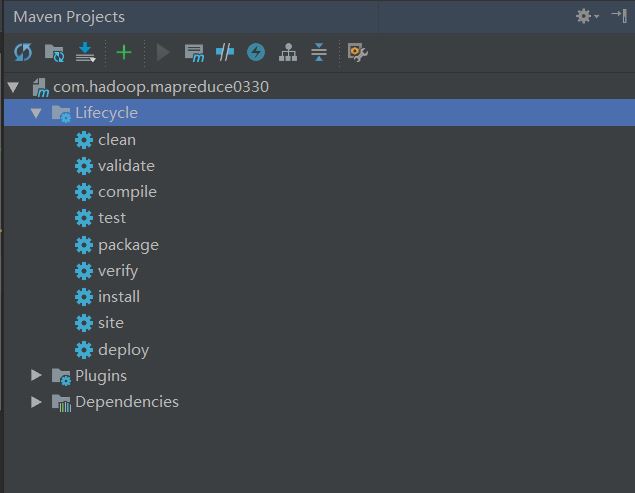 Maven Projects
com.hadoop.mapreduce0330
Lifecycle
clean
validate
compile
test
package
verify
install
site
deploy
Plugins
Dependencies